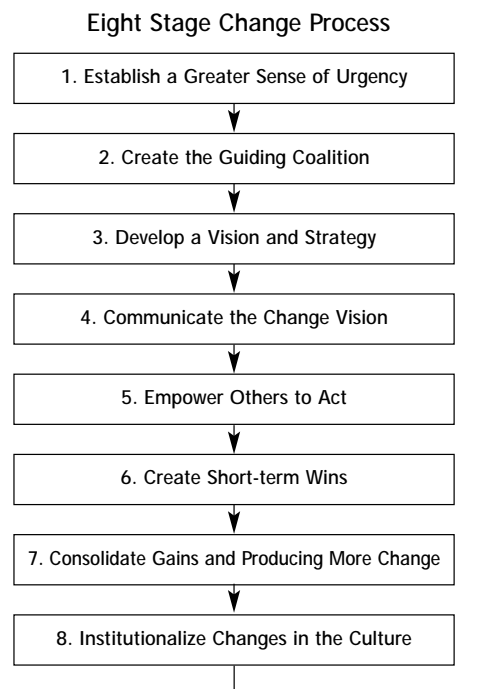 Eight Stage Change Process
1. Establish a Greater Sense of Urgency
2. Create the Guiding Coalition
3. Develop a Vision and Strategy
4. Communicate the Change Vision
5. Empower Others to Act
6. Create Short-term Wins
7. Consolidate Gains and Producing More Change
8. Institutionalize Changes in the Culture